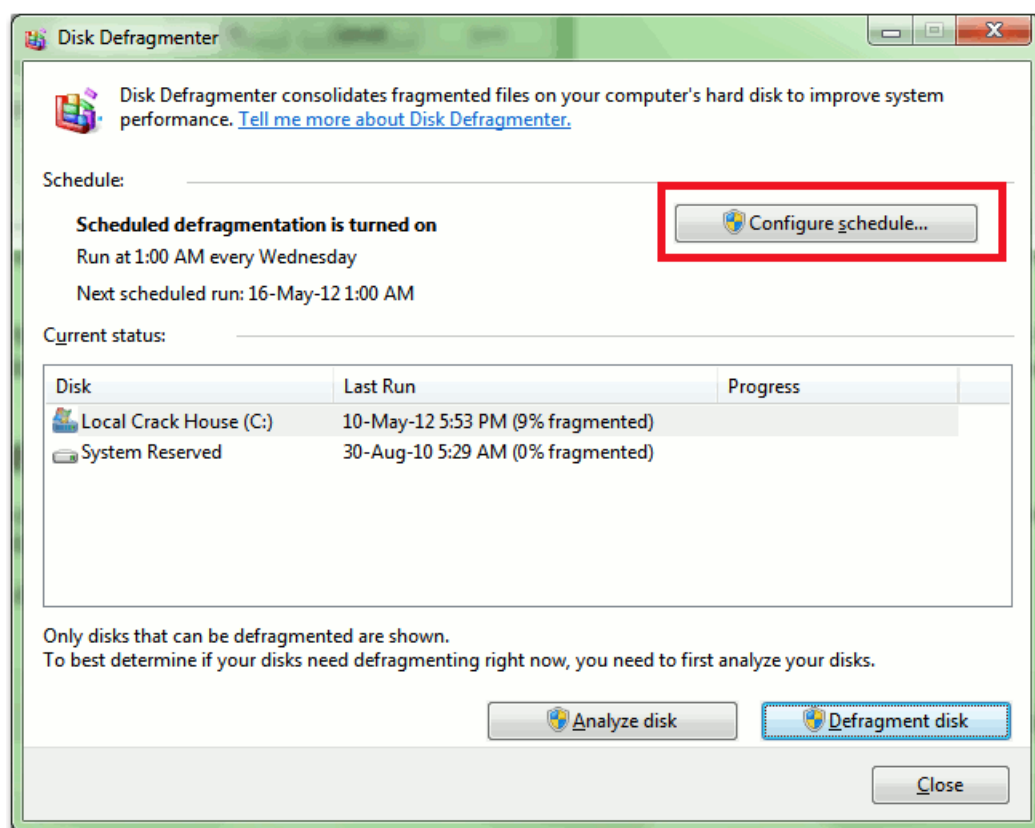 Disk Defragmenter
Disk Defragmenter consolidates fragmented files on your computer's hard disk to improve system
performance. Tell me more about Disk Defragmenter.
Schedule:
Scheduled defragmentation is turned on
Configure schedule...
Run at 1:00 AM every Wednesday
Next scheduled run: 16-May-12 1:00 AM
Current status:
Disk Last Run Progress
Local Crack House (C:) 10-May-12 5:53 PM (9% fragmented)
System Reserved 30-Aug-10 5:29 AM (0% fragmented)
Only disks that can be defragmented are shown.
To best determine if your disks need defragmenting right now, you need to first analyze your disks.
Analyze disk Defragment disk
Close